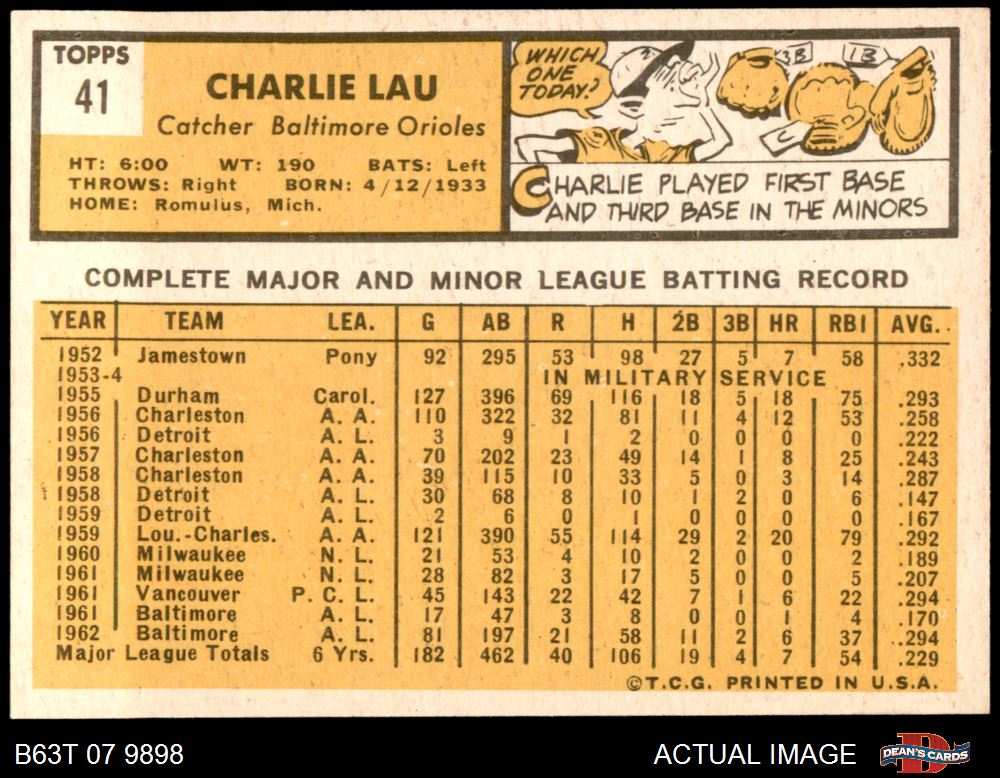 TOPPS
41
CHARLIE LAU
Catcher Baltimore Orioles
HT: 6:00 WT: 190 BATS: Left
THROWS: Right BORN: 4/12/1933
HOME: Romulus, Mich.
WHICH
ONE
TODAY?
3B 1B
C
CHARLIE PLAYED FIRST BASE
AND THIRD BASE IN THE MINORS
COMPLETE MAJOR AND MINOR LEAGUE BATTING RECORD
YEAR TEAM LEA. G AB R H 2B 3B HR RBI AVG.
1952 Jamestown Pony 92 295 53 98 27 5 7 58 .332
1953-4 IN MILITARY SERVICE
1955 Durham Carol. 127 396 69 116 18 5 18 75 .293
1956 Charleston A. A. 110 322 32 81 11 4 12 53 .258
1956 Detroit A. L. 3 9 1 2 0 0 0 0 .222
1957 Charleston A. A. 70 202 23 49 14 1 8 25 .243
1958 Charleston A. A. 39 115 10 33 5 0 3 14 .287
1958 Detroit A. L. 30 68 8 10 1 2 0 6 .147
1959 Detroit A. L. 2 6 0 1 0 0 0 0 .167
1959 Lou.-Charles. A. A. 121 390 55 114 29 2 20 79 .292
1960 Milwaukee N. L. 21 53 4 10 2 0 0 2 .189
1961 Milwaukee N. L. 28 82 3 17 5 0 0 5 .207
1961 Vancouver P. C. L. 45 143 22 42 7 1 6 22 .294
1961 Baltimore A. L. 17 47 3 8 0 0 1 4 .170
1962 Baltimore A. L. 81 197 21 58 11 2 6 37 .294
Major League Totals 6 Yrs. 182 462 40 106 19 4 7 54 .229
©T.C.G. PRINTED IN U.S.A.
B63T 07 9898
ACTUAL IMAGE
DEAN'S CARDS